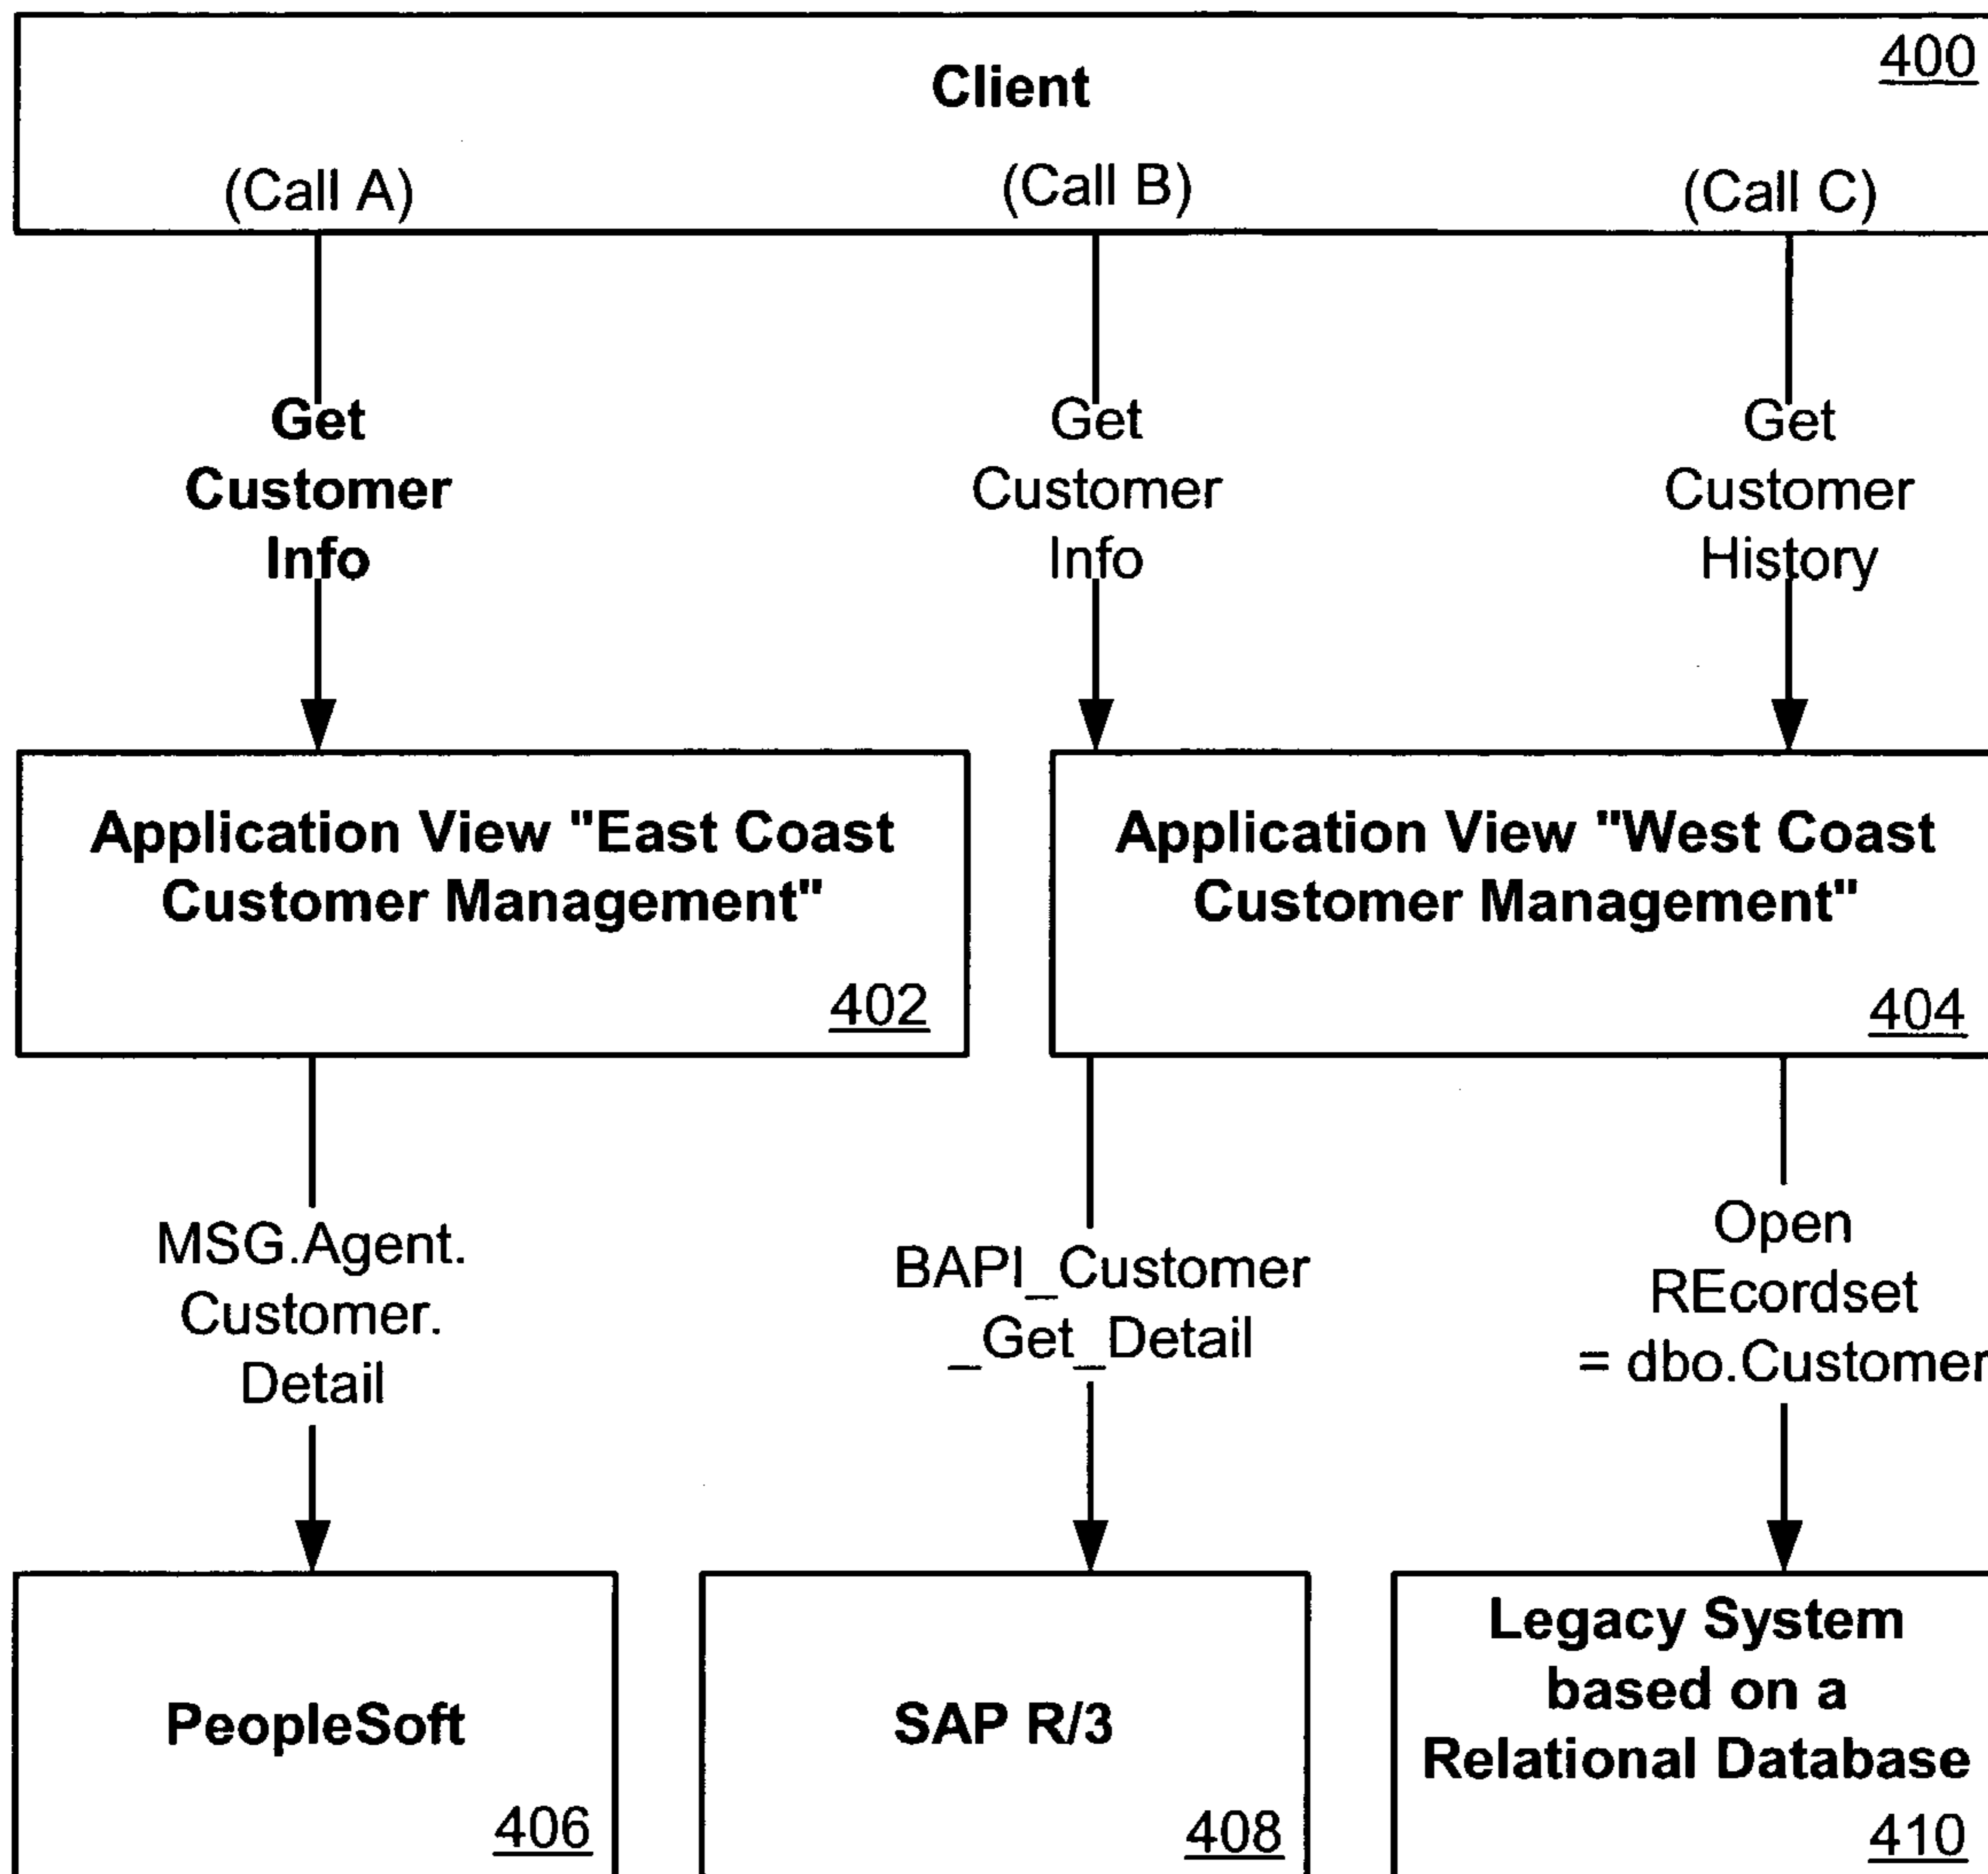 400
Client
(Call A)
(Call B)
(Call C)
Get
Customer
Info
Get
Customer
Info
Get
Customer
History
Application View "East Coast
Customer Management"
402
Application View "West Coast
Customer Management"
404
MSG.Agent.
Customer.
Detail
BAPI_Customer
_Get_Detail
Open
REcordset
= dbo.Customer
PeopleSoft
406
SAP R/3
408
Legacy System
based on a
Relational Database
410